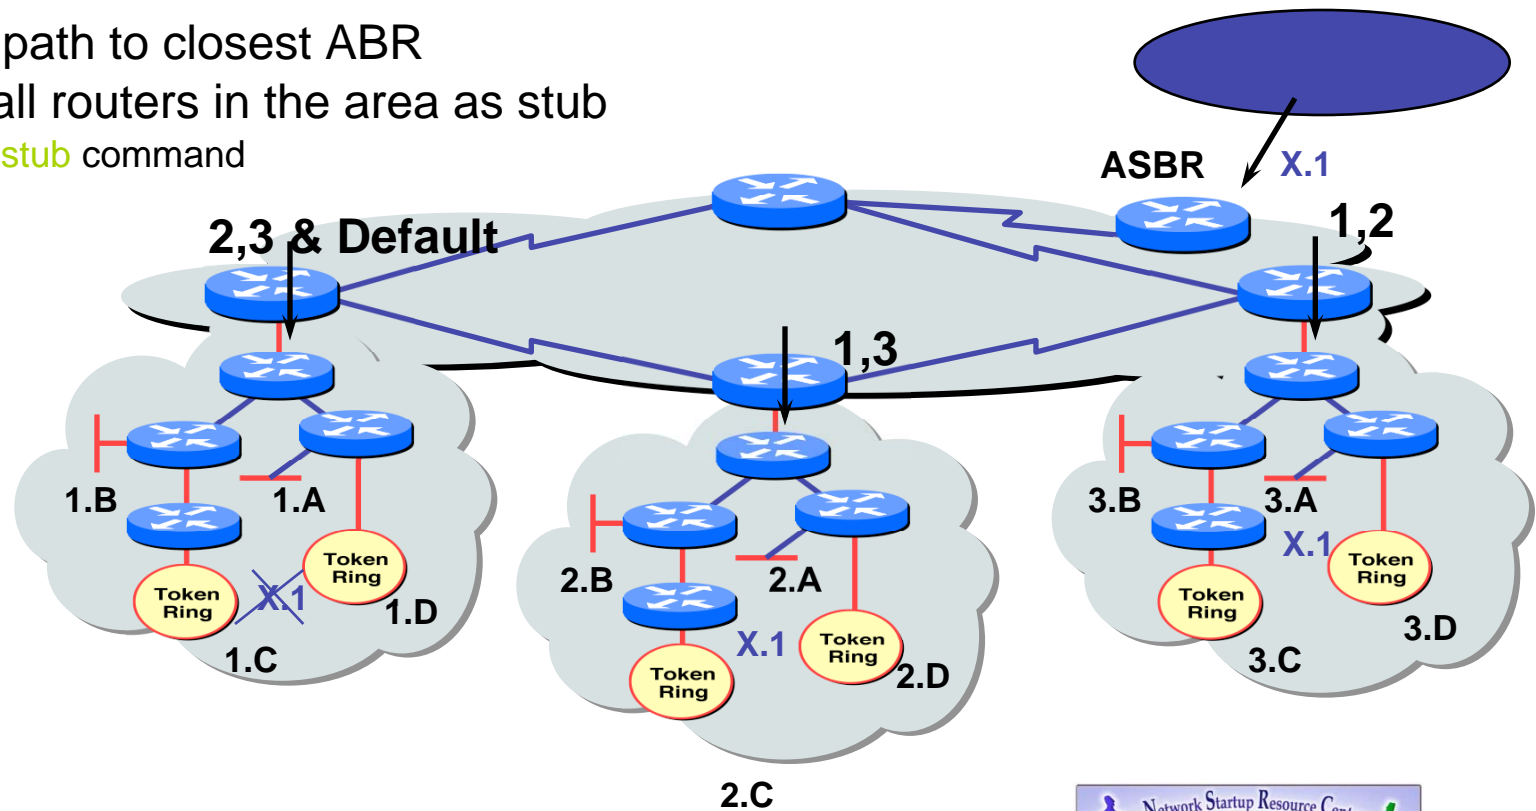 path to closest ABR
all routers in the area as stub
stub command
ASBR
X.1
2,3 & Default
1,2
1,3
1.B
1.A
3.B
3.A
X.1
Token
Ring
Token
Ring
X.1
1.D
1.C
2.B
2.A
X.1
Token
Ring
Token
Ring
2.D
2.C
Token
Ring
Token
Ring
3.D
3.C
Network Startup Resource